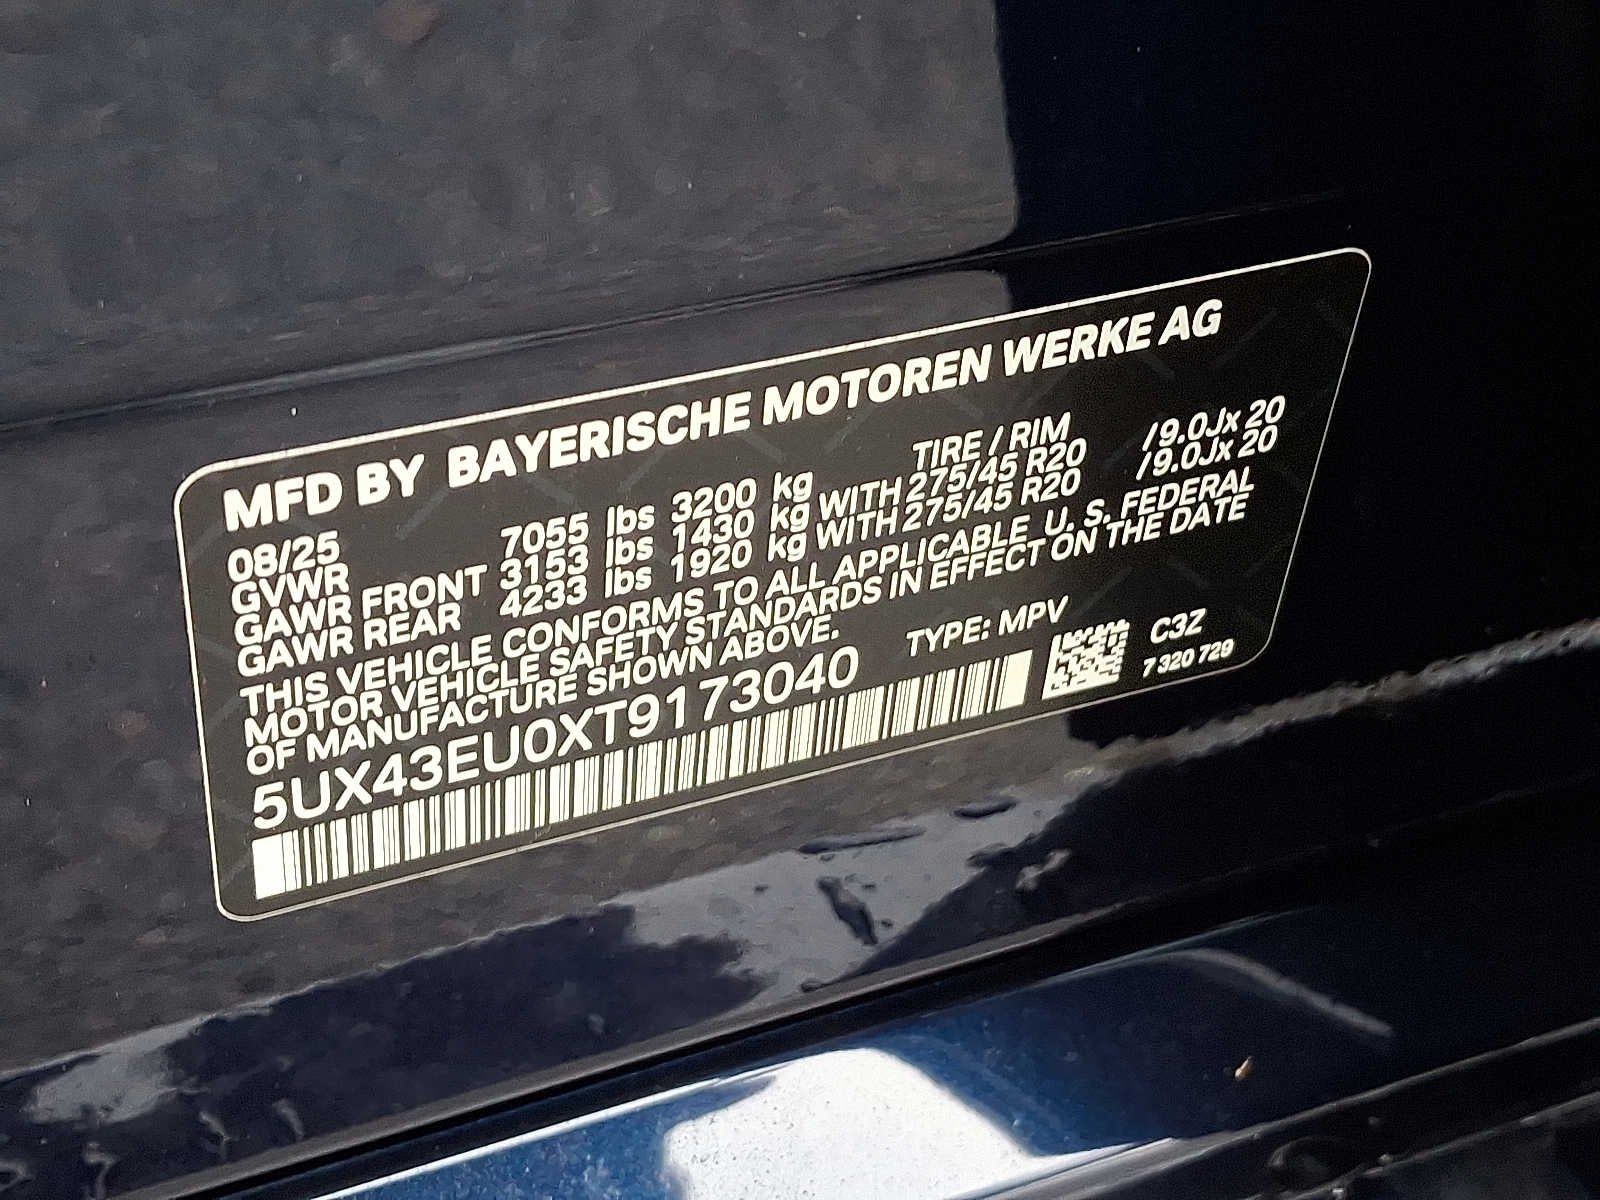 MFD BY BAYERISCHE MOTOREN WERKE AG
08/25 TIRE / RIM
GVWR 7055 lbs 3200 kg
GAWR FRONT 3153 lbs 1430 kg WITH 275/45 R20 /9.0Jx 20
GAWR REAR 4233 lbs 1920 kg WITH 275/45 R20 /9.0Jx 20
THIS VEHICLE CONFORMS TO ALL APPLICABLE U. S. FEDERAL
MOTOR VEHICLE SAFETY STANDARDS IN EFFECT ON THE DATE
OF MANUFACTURE SHOWN ABOVE.
5UX43EU0XT9173040 TYPE: MPV C3Z
7 320 729